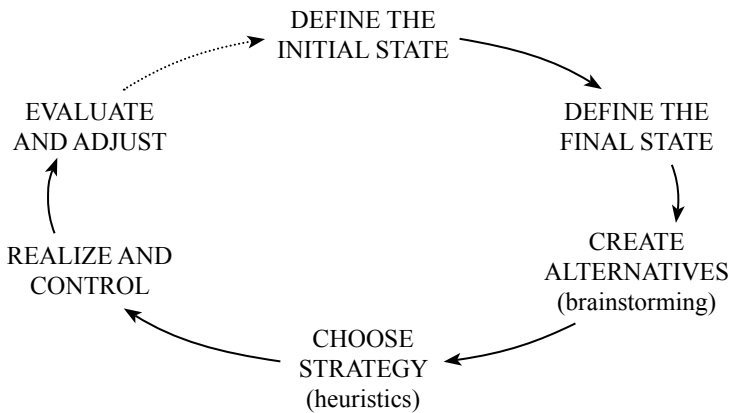 DEFINE THE
INITIAL STATE
DEFINE THE
FINAL STATE
CREATE
ALTERNATIVES
(brainstorming)
CHOOSE
STRATEGY
(heuristics)
REALIZE AND
CONTROL
EVALUATE
AND ADJUST